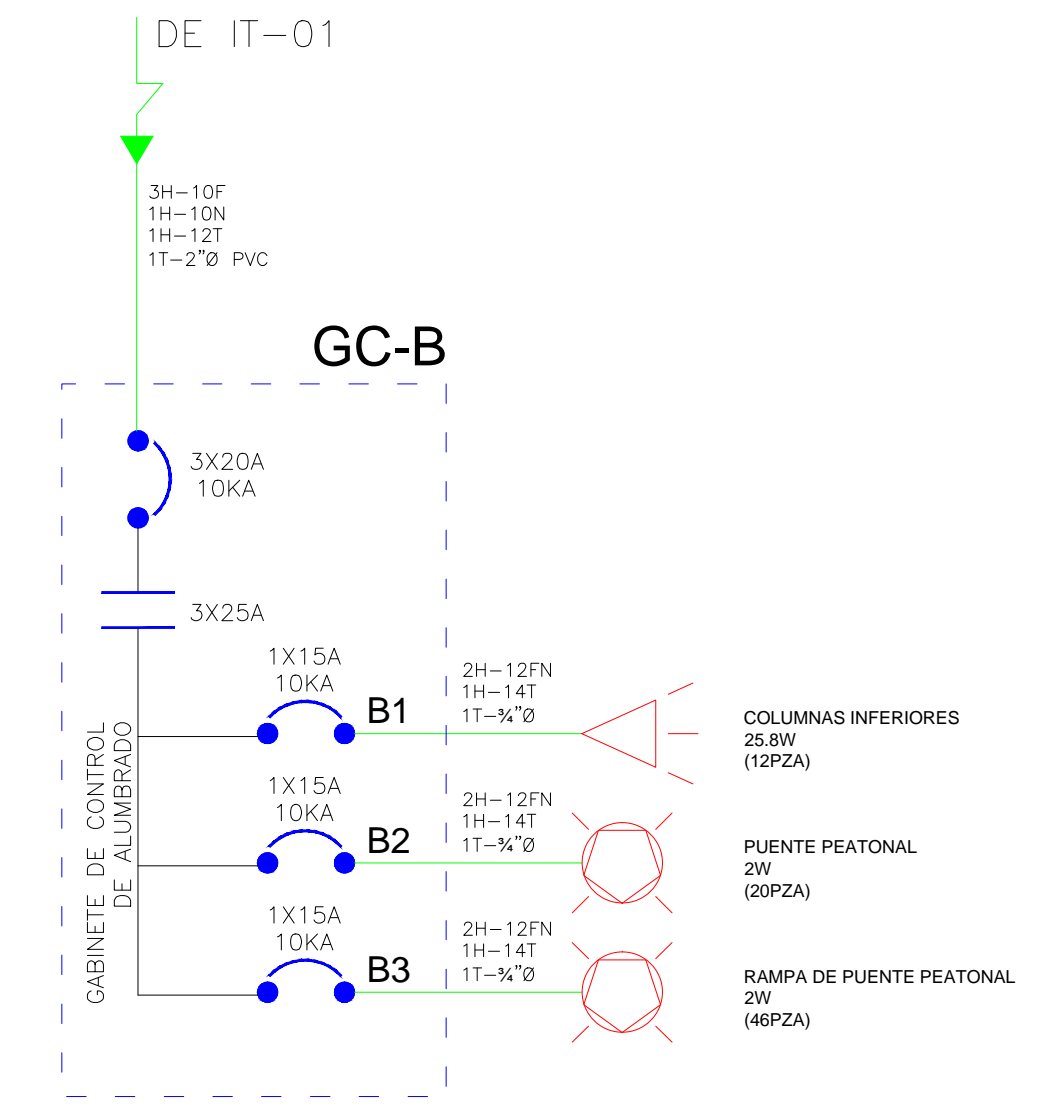 DE IT-01
3H-10F
1H-10N
1H-12T
1T-2"Ø PVC
GC-B
3X20A
10KA
3X25A
GABINETE DE CONTROL
DE ALUMBRADO
1X15A
10KA
B1
2H-12FN
1H-14T
1T-¾"Ø
COLUMNAS INFERIORES
25.8W
(12PZA)
1X15A
10KA
B2
2H-12FN
1H-14T
1T-¾"Ø
PUENTE PEATONAL
2W
(20PZA)
1X15A
10KA
B3
2H-12FN
1H-14T
1T-¾"Ø
RAMPA DE PUENTE PEATONAL
2W
(46PZA)